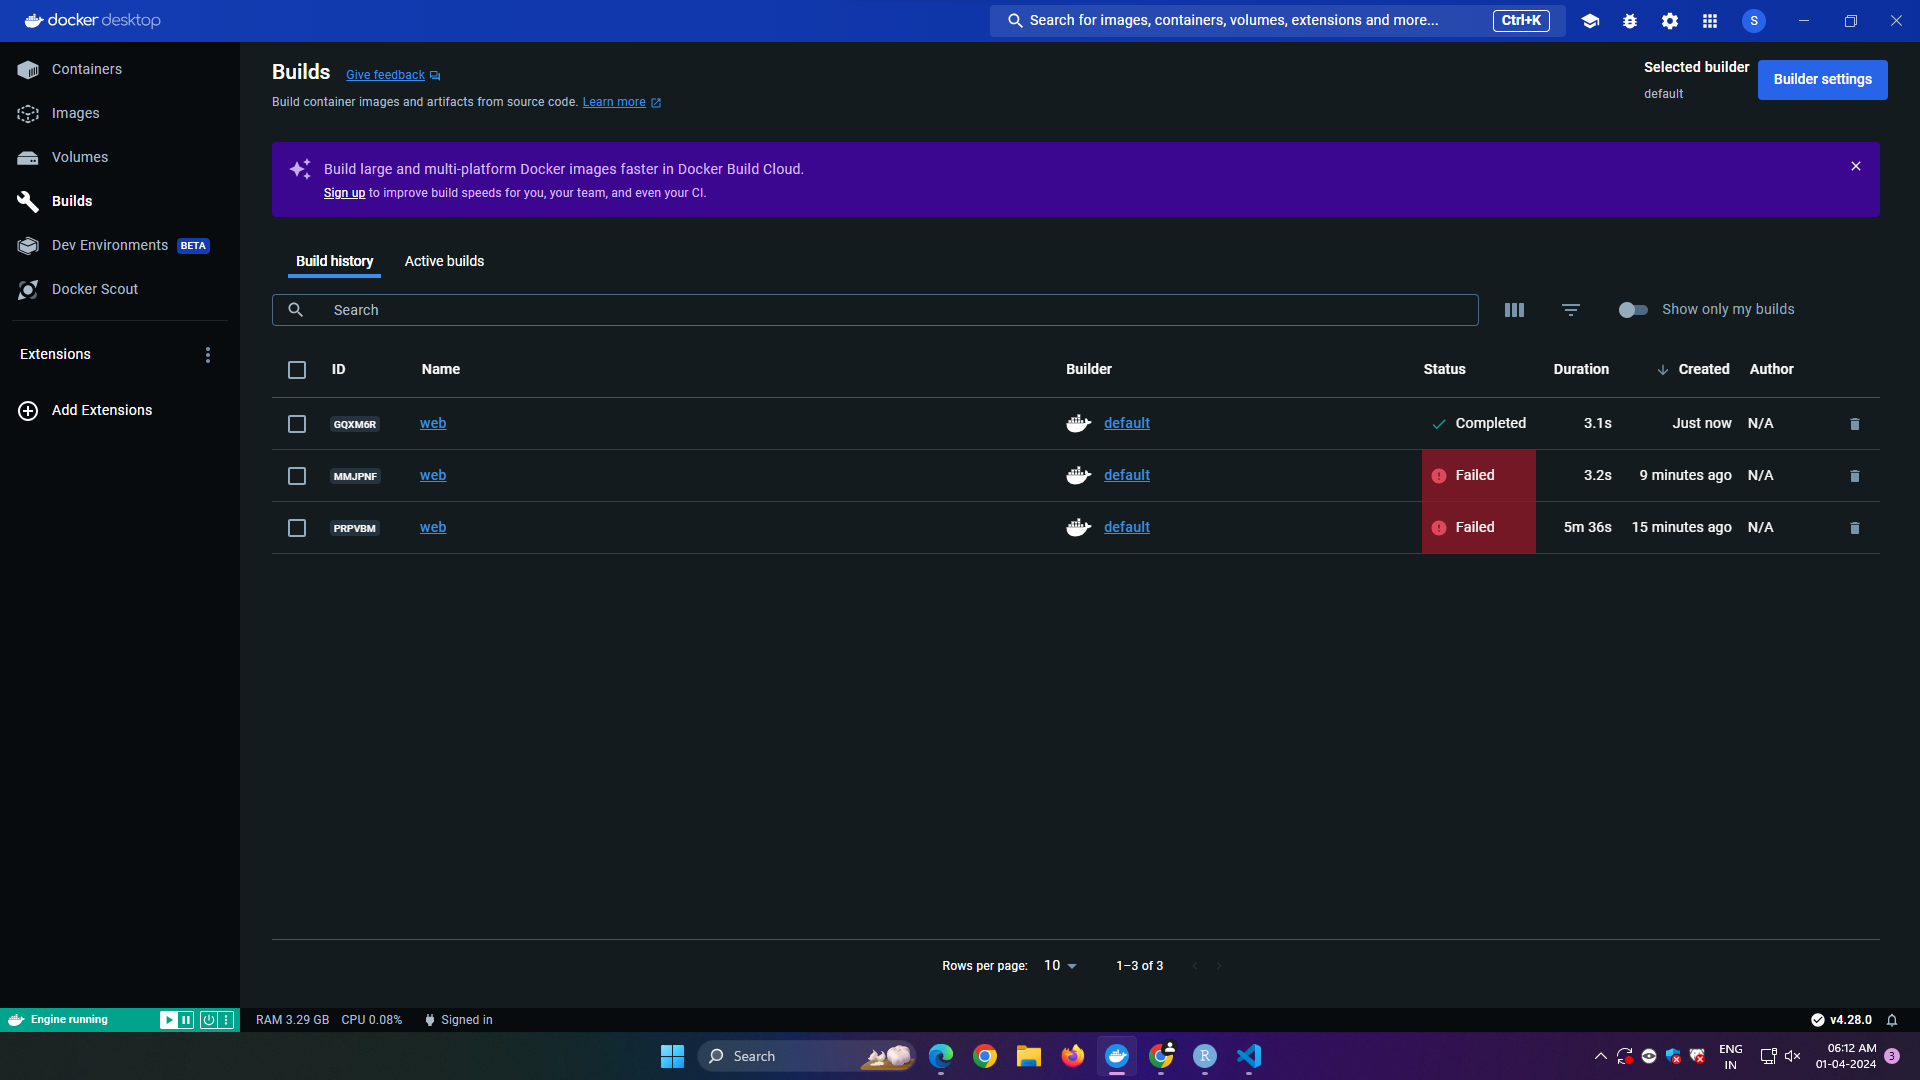 docker desktop
Search for images, containers, volumes, extensions and more...
Ctrl+K
S
Containers
Images
Volumes
Builds
Dev Environments BETA
Docker Scout
Extensions
Add Extensions
Builds Give feedback
Build container images and artifacts from source code. Learn more
Selected builder
default
Builder settings
Build large and multi-platform Docker images faster in Docker Build Cloud.
Sign up to improve build speeds for you, your team, and even your CI.
Build history Active builds
Search
Show only my builds
ID Name Builder Status Duration Created Author
GQXM6R web default Completed 3.1s Just now N/A
MMJPNF web default Failed 3.2s 9 minutes ago N/A
PRPVBM web default Failed 5m 36s 15 minutes ago N/A
Rows per page: 10 1–3 of 3
Engine running
RAM 3.29 GB CPU 0.08% Signed in
v4.28.0
Search
R
ENG
IN
06:12 AM
01-04-2024
3